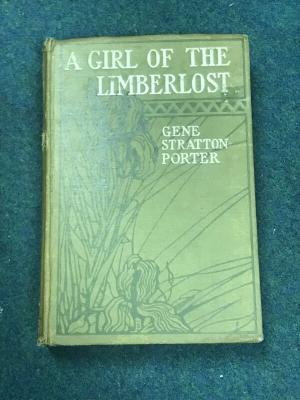 A GIRL OF THE
LIMBERLOST
GENE
STRATTON-
PORTER